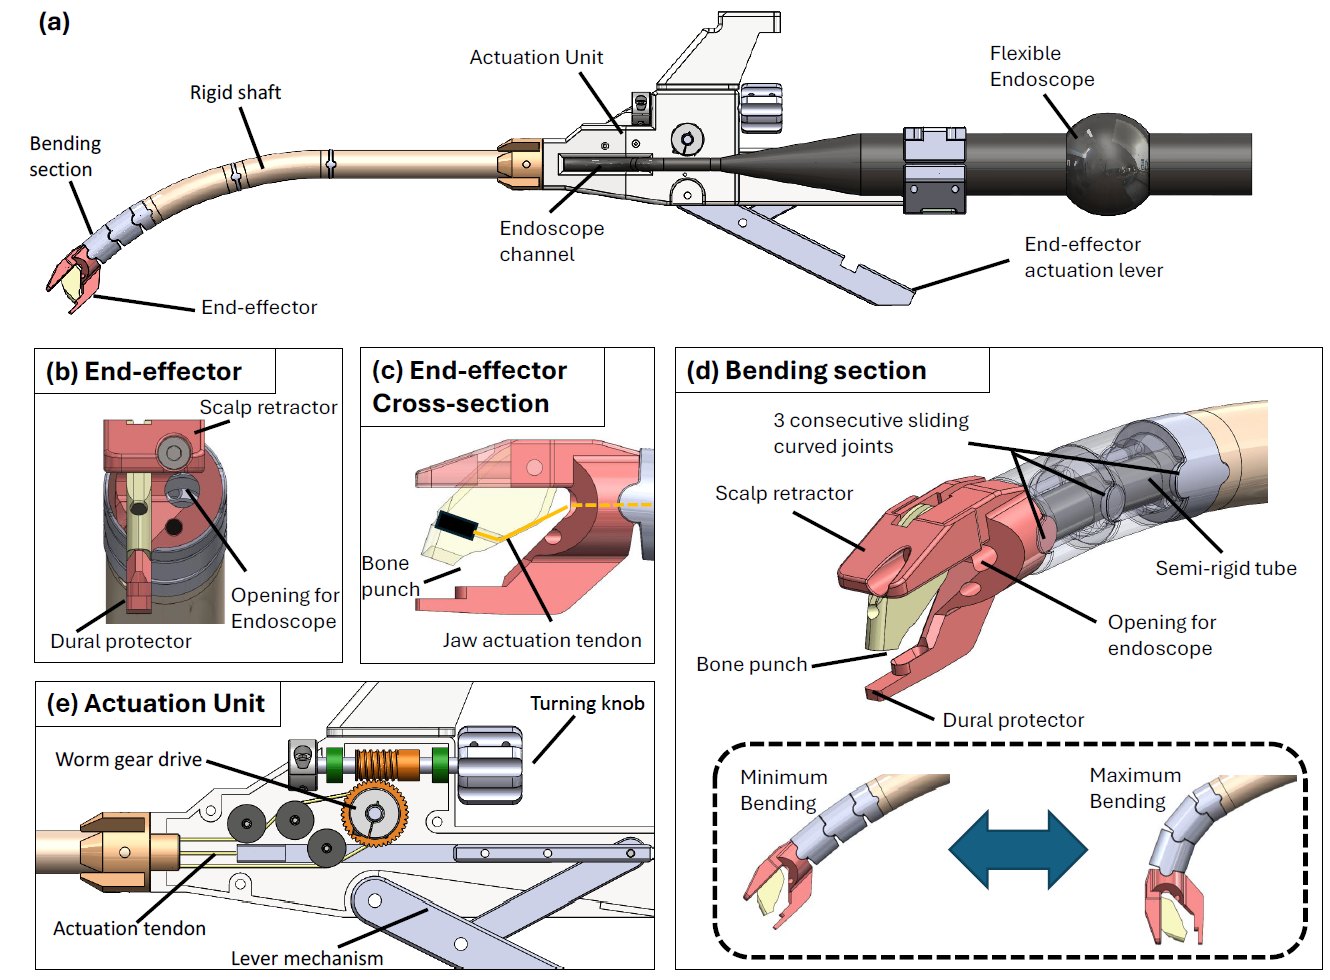 (a)
Actuation Unit
Flexible
Endoscope
Rigid shaft
Bending
section
Endoscope
channel
End-effector
actuation lever
End-effector
(b) End-effector
Scalp retractor
Opening for
Endoscope
Dural protector
(c) End-effector
Cross-section
Bone
punch
Jaw actuation tendon
(d) Bending section
3 consecutive sliding
curved joints
Scalp retractor
Semi-rigid tube
Opening for
endoscope
Bone punch
Dural protector
Minimum
Bending
Maximum
Bending
(e) Actuation Unit
Turning knob
Worm gear drive
Actuation tendon
Lever mechanism